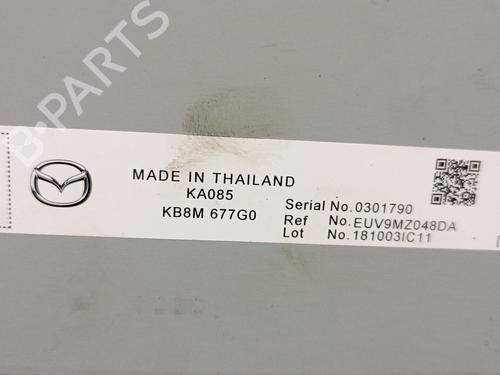 B-PARTS
MADE IN THAILAND
KA085
KB8M 677G0
Serial No.0301790
Ref No.EUV9MZ048DA
Lot No.181003IC11